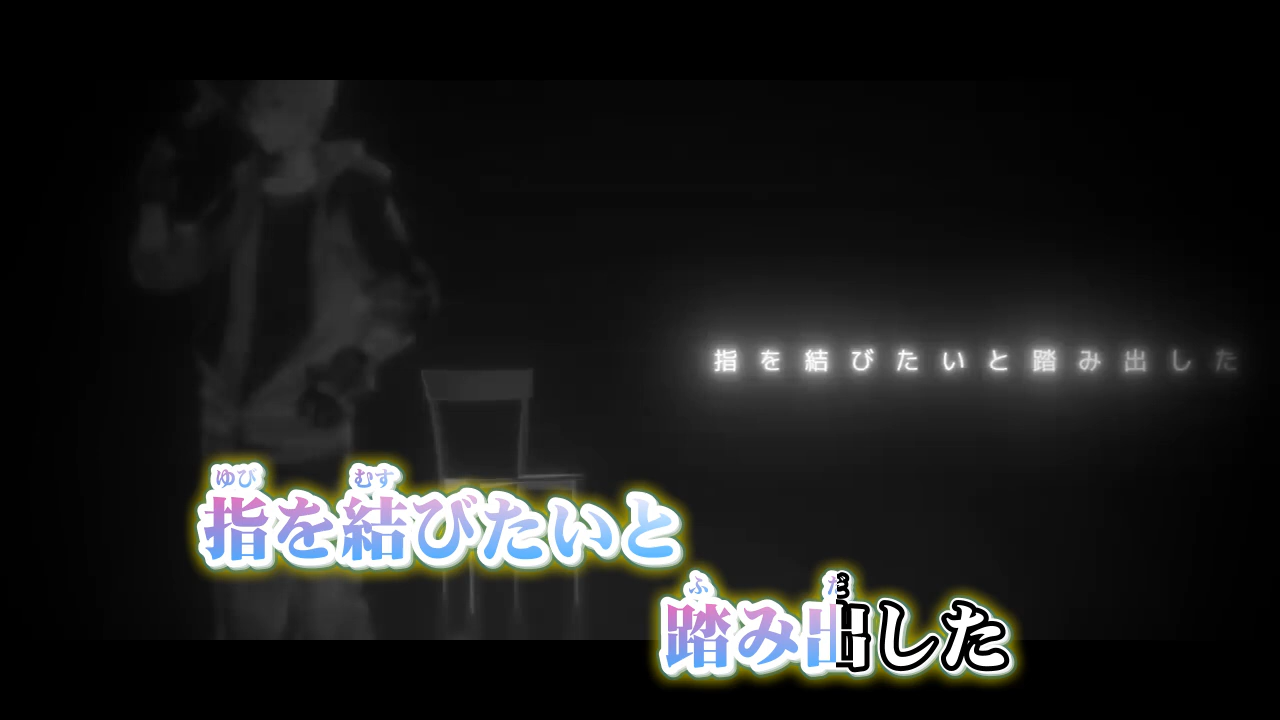 指を結びたいと踏み出した
ゆび むす
指を結びたいと
ふ だ
踏み出した